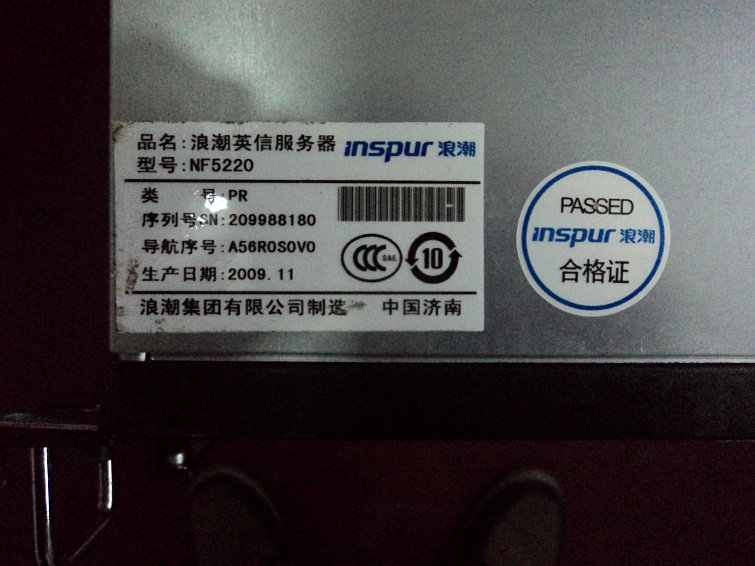 品名:浪潮英信服务器 inspur 浪潮
型号:NF5220
类 号:PR
序列号SN:209988180
导航序号:A56R0S0V0
生产日期:2009.11
CCC S&E 10
浪潮集团有限公司制造 中国济南
PASSED
inspur 浪潮
合格证